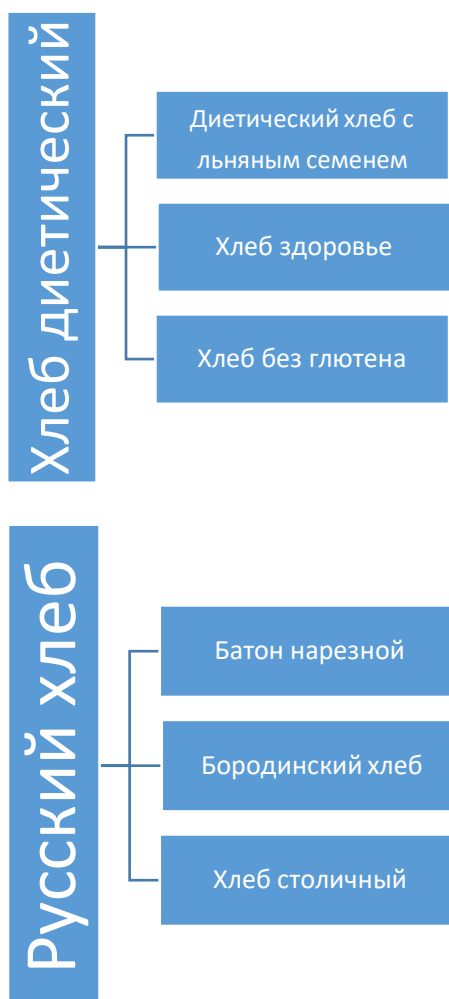 Хлеб диетический
Диетический хлеб с
льняным семенем
Хлеб здоровье
Хлеб без глютена
Русский хлеб
Батон нарезной
Бородинский хлеб
Хлеб столичный